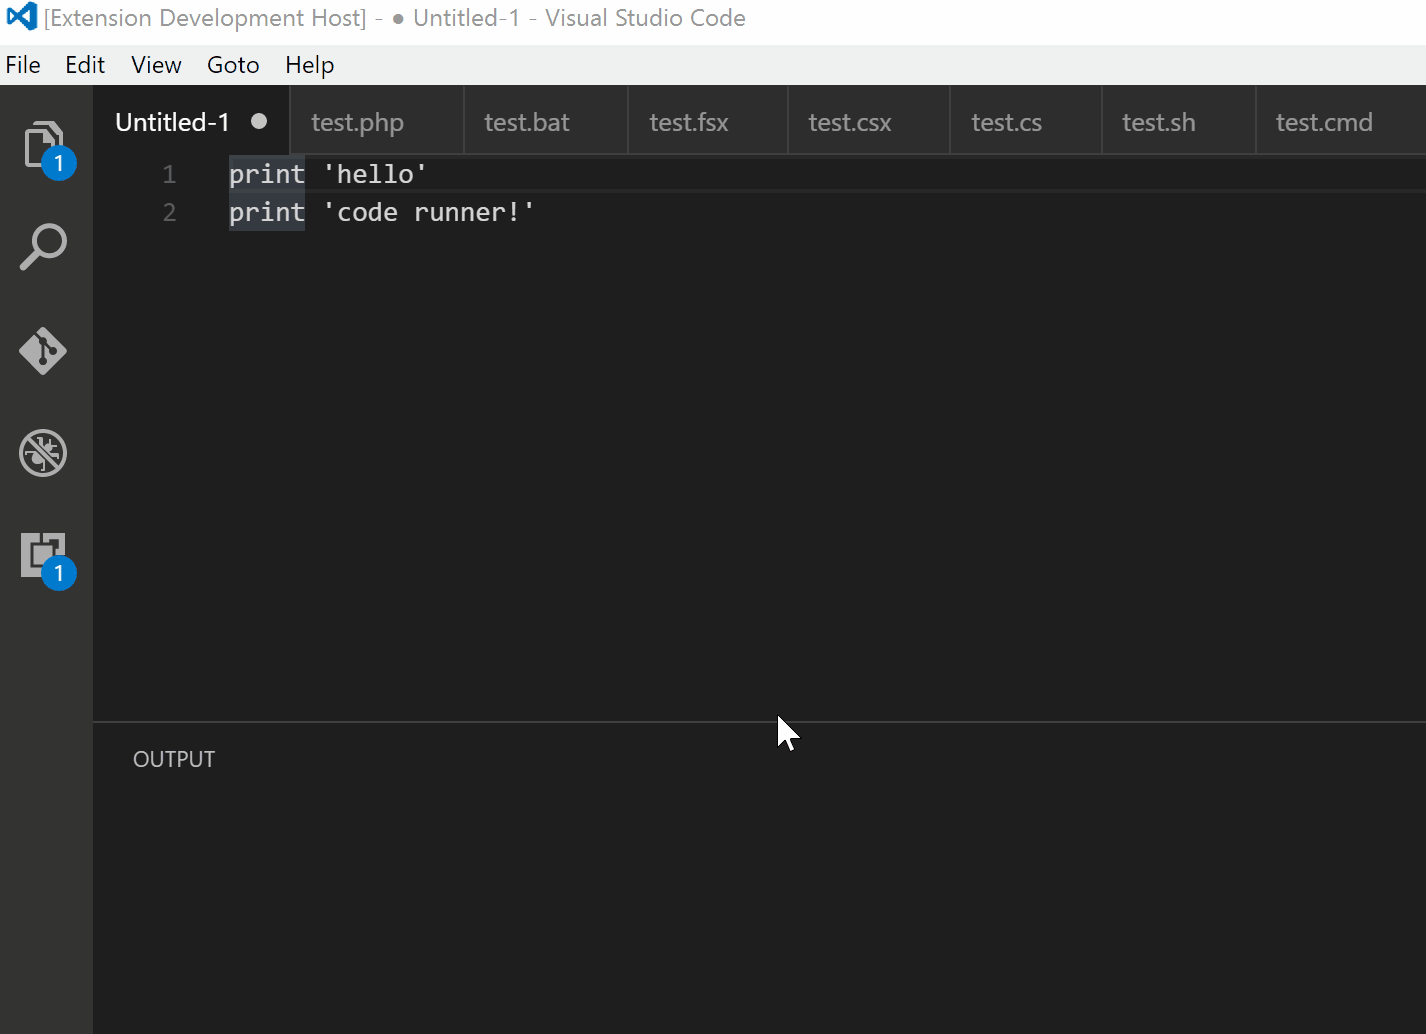 [Extension Development Host] - ● Untitled-1 - Visual Studio Code
File Edit View Goto Help
Untitled-1 ● test.php test.bat test.fsx test.csx test.cs test.sh test.cmd
1
1 print 'hello'
2 print 'code runner!'
1
OUTPUT